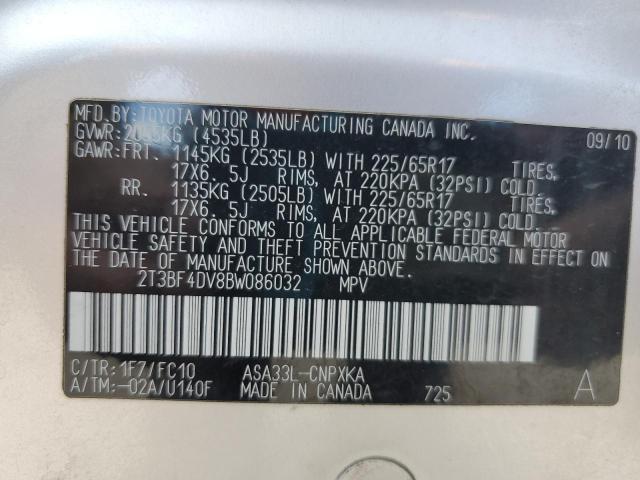 MFD. BY: TOYOTA MOTOR MANUFACTURING CANADA INC.
GVWR: 2055KG (4535LB) 09/10
GAWR: FRT. 1145KG (2535LB) WITH 225/65R17 TIRES,
17X6. 5J RIMS, AT 220KPA (32PSI) COLD.
RR. 1135KG (2505LB) WITH 225/65R17 TIRES,
17X6. 5J RIMS, AT 220KPA (32PSI) COLD.
THIS VEHICLE CONFORMS TO ALL APPLICABLE FEDERAL MOTOR
VEHICLE SAFETY AND THEFT PREVENTION STANDARDS IN EFFECT ON
THE DATE OF MANUFACTURE SHOWN ABOVE.
2T3BF4DV8BW086032 MPV
C/TR: 1F7/FC10 ASA33L-CNPXKA
A/TM: -02A/U140F MADE IN CANADA 725 A